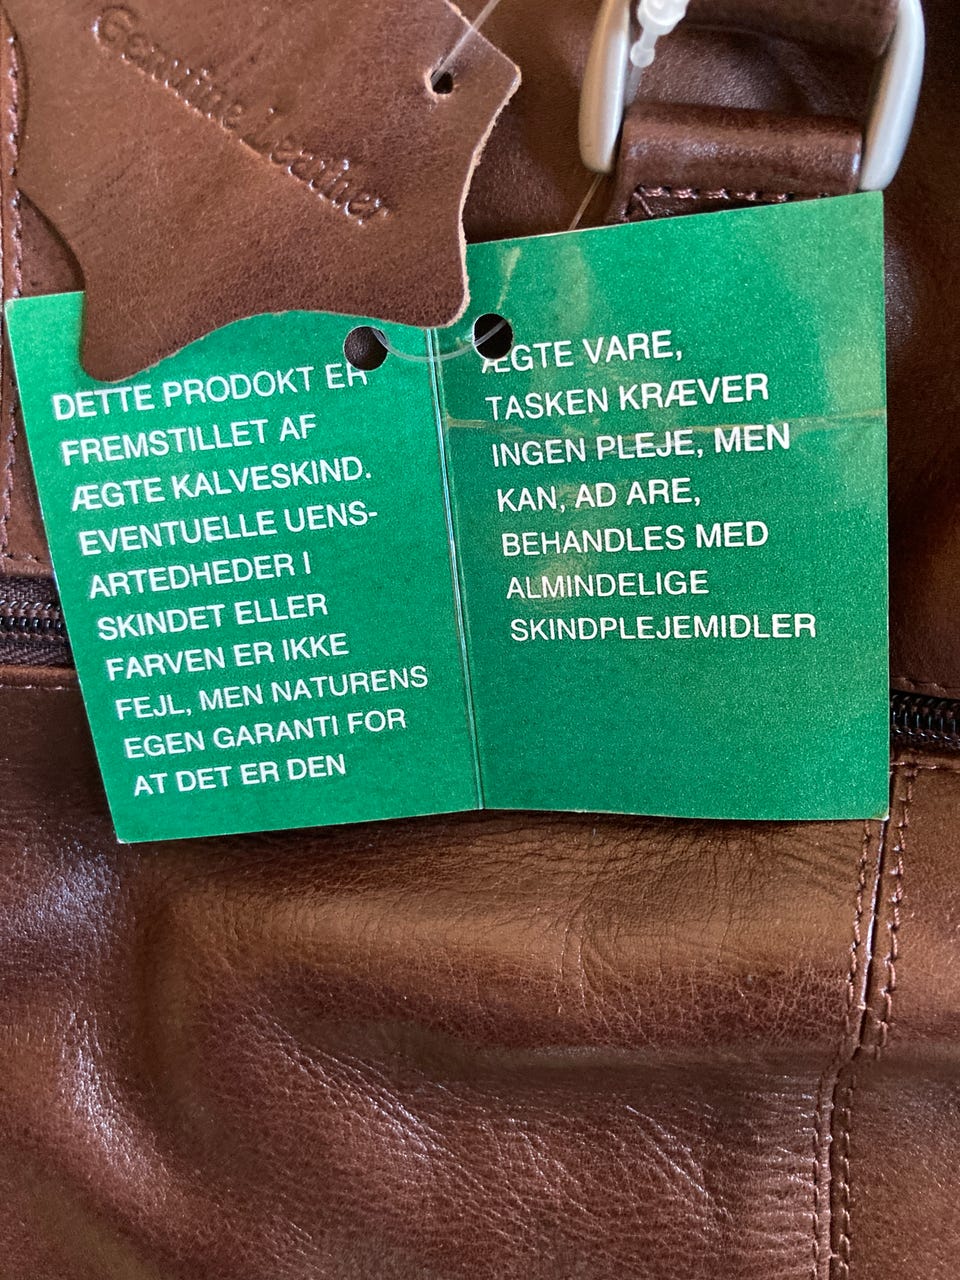 Genuine Leather
DETTE PRODOKT ER
FREMSTILLET AF
ÆGTE KALVESKIND.
EVENTUELLE UENS-
ARTEDHEDER I
SKINDET ELLER
FARVEN ER IKKE
FEJL, MEN NATURENS
EGEN GARANTI FOR
AT DET ER DEN
ÆGTE VARE,
TASKEN KRÆVER
INGEN PLEJE, MEN
KAN, AD ARE,
BEHANDLES MED
ALMINDELIGE
SKINDPLEJEMIDLER